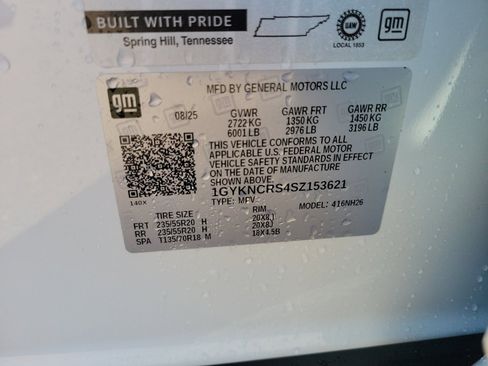 BUILT WITH PRIDE
Spring Hill, Tennessee
UAW
LOCAL 1853
gm
gm
MFD BY GENERAL MOTORS LLC
08/25 GVWR GAWR FRT GAWR RR
2722 KG 1350 KG 1450 KG
6001 LB 2976 LB 3196 LB
THIS VEHICLE CONFORMS TO ALL
APPLICABLE U.S. FEDERAL MOTOR
VEHICLE SAFETY STANDARDS IN EFFECT
ON THE DATE OF MANUFACTURE
SHOWN ABOVE.
1GYKNCRS4SZ153621
140X TYPE: MPV MODEL: 416NH26
TIRE SIZE RIM
FRT 235/55R20 H 20X8J
RR 235/55R20 H 20X8J
SPA T135/70R18 M 18X4.5B